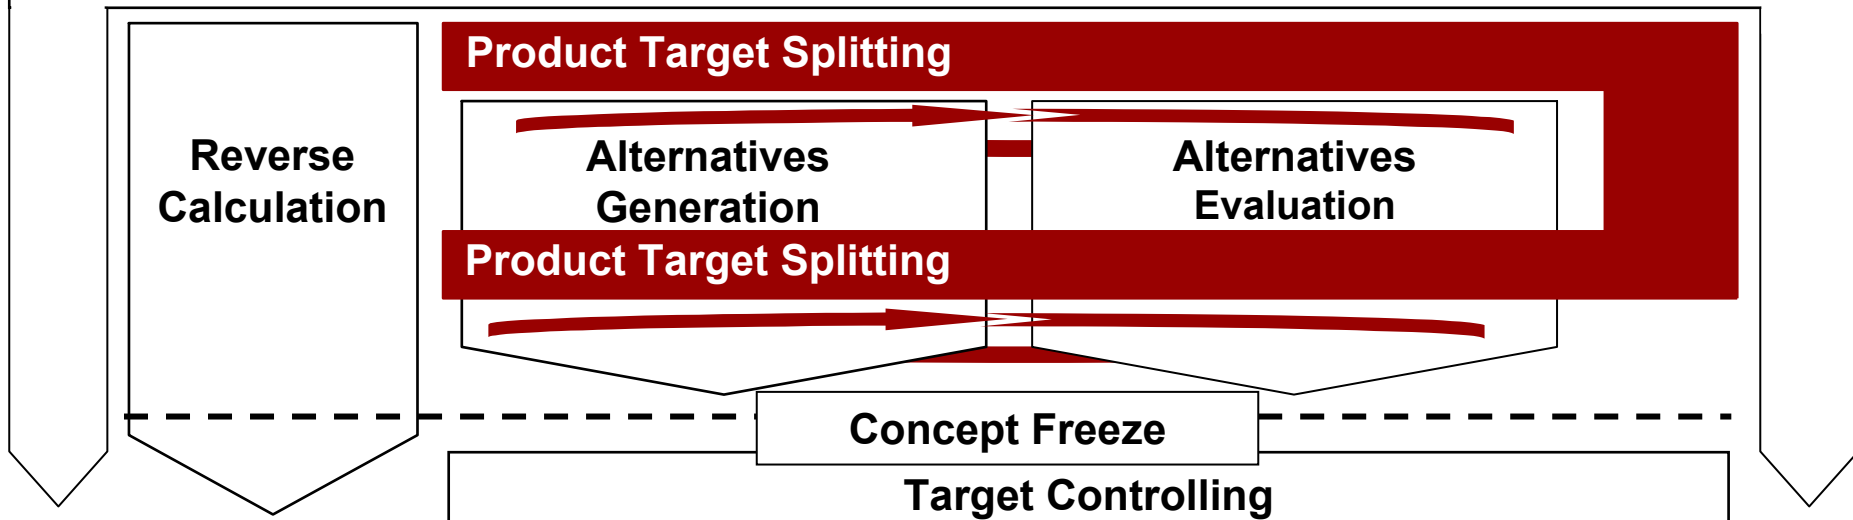 Product Target Splitting
Reverse
Calculation
Alternatives
Generation
Alternatives
Evaluation
Product Target Splitting
Concept Freeze
Target Controlling